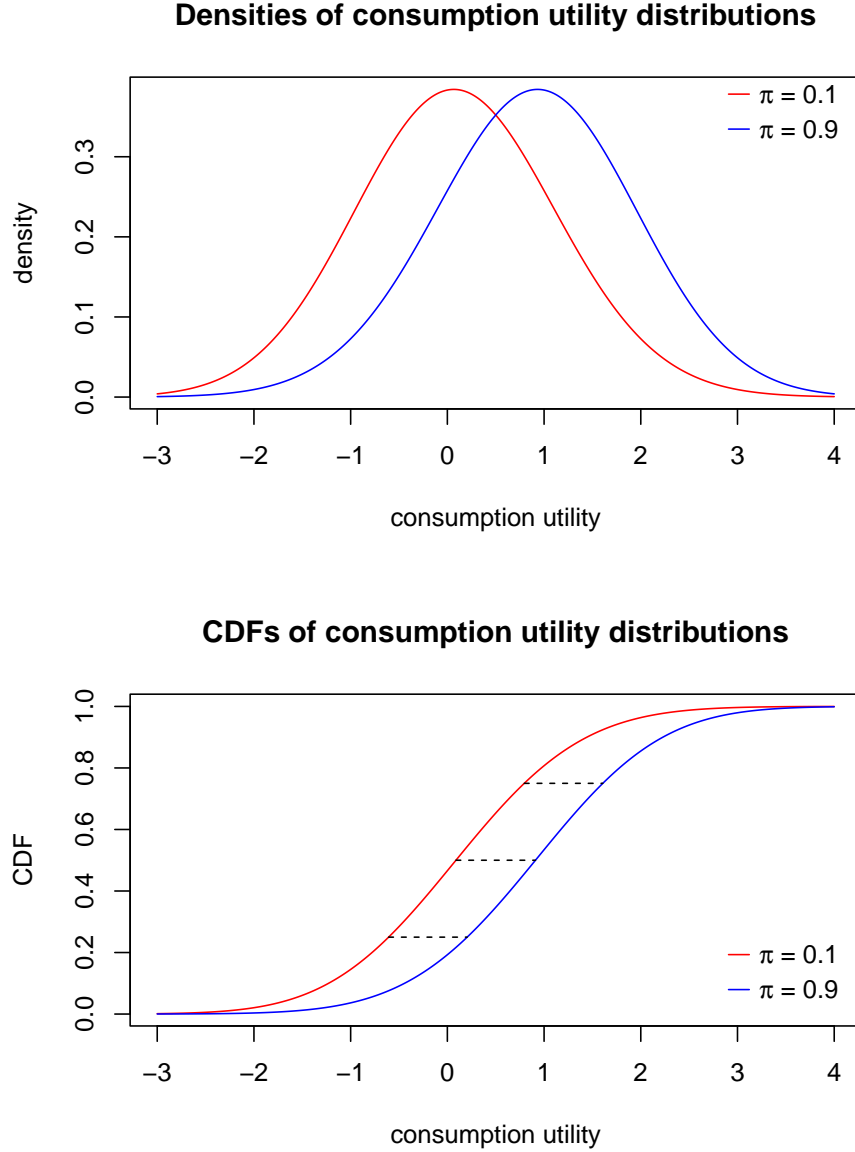 Densities of consumption utility distributions
π = 0.1
π = 0.9
density
0.0 0.1 0.2 0.3
−3 −2 −1 0 1 2 3 4
consumption utility
CDFs of consumption utility distributions
CDF
0.0 0.2 0.4 0.6 0.8 1.0
π = 0.1
π = 0.9
−3 −2 −1 0 1 2 3 4
consumption utility